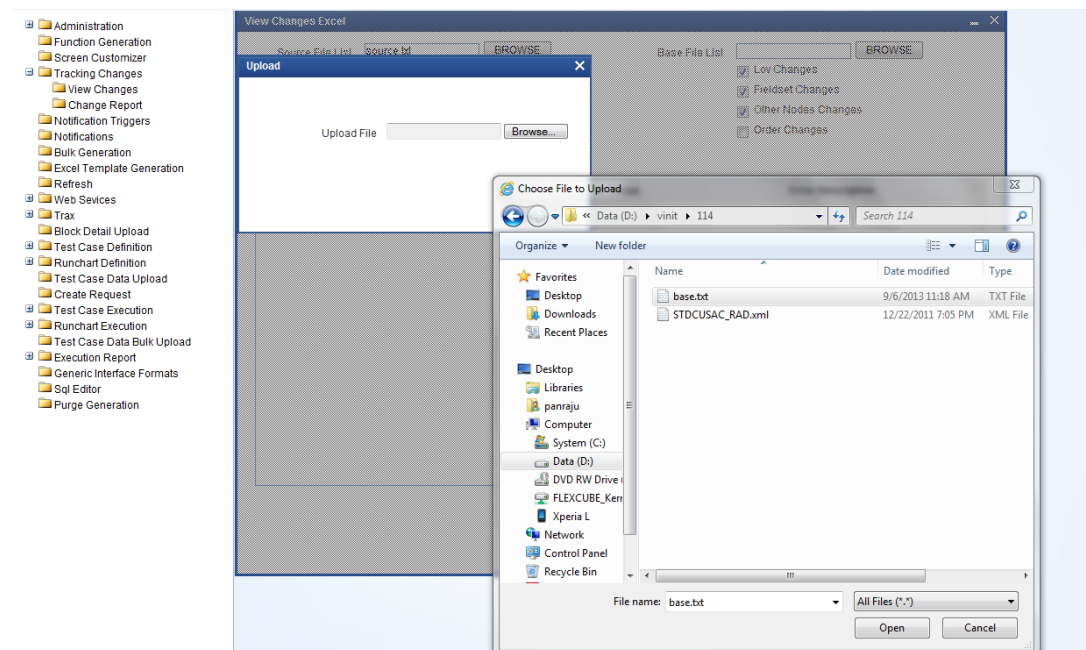 Administration
Function Generation
Screen Customizer
Tracking Changes
View Changes
Change Report
Notification Triggers
Notifications
Bulk Generation
Excel Template Generation
Refresh
Web Sevices
Trax
Block Detail Upload
Test Case Definition
Runchart Definition
Test Case Data Upload
Create Request
Test Case Execution
Runchart Execution
Test Case Data Bulk Upload
Execution Report
Generic Interface Formats
Sql Editor
Purge Generation
View Changes Excel
Source File List source.txt BROWSE
Base File List BROWSE
Lov Changes
Fieldset Changes
Other Nodes Changes
Order Changes
Upload
Upload File Browse...
Choose File to Upload
« Data (D:) vinit 114 Search 114
Organize New folder
Favorites
Desktop
Downloads
Recent Places
Desktop
Libraries
panraju
Computer
System (C:)
Data (D:)
DVD RW Drive
FLEXCUBE_Kerr
Xperia L
Network
Control Panel
Recycle Bin
Name Date modified Type
base.txt 9/6/2013 11:18 AM TXT File
STDCUSAC_RAD.xml 12/22/2011 7:05 PM XML File
File name: base.txt All Files (*.*)
Open Cancel